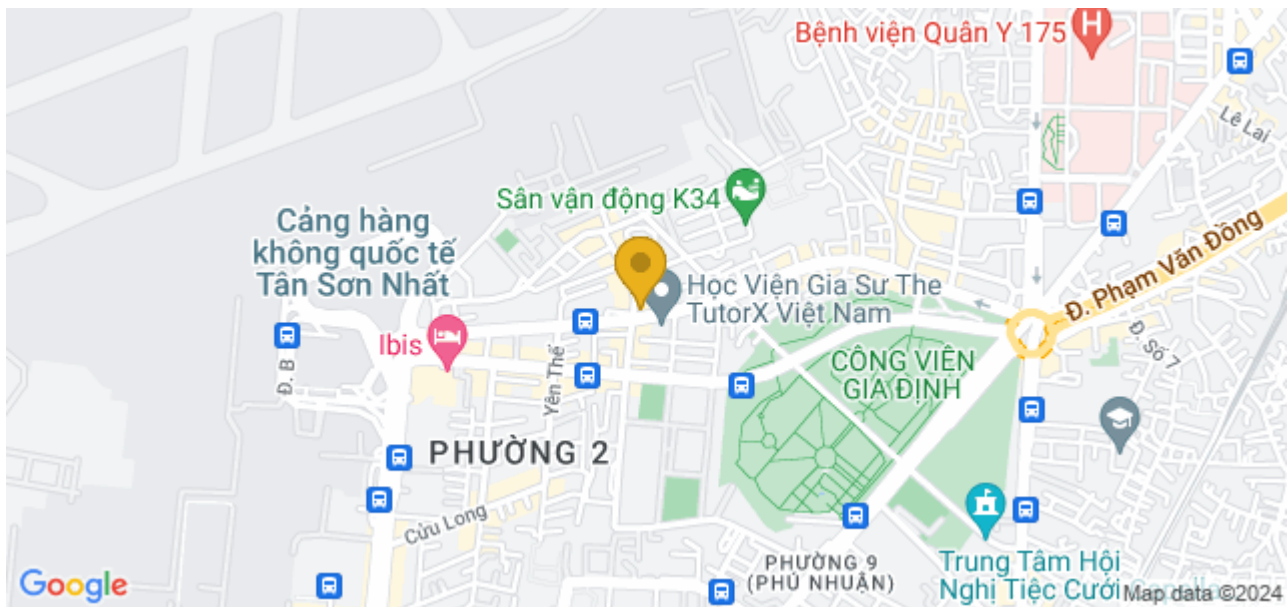 Bệnh viện Quân Y 175
H
Lê Lai
Sân vận động K34
Cảng hàng
không quốc tế
Tân Sơn Nhất
Đ. Phạm Văn Đồng
Học Viện Gia Sư The
TutorX Việt Nam
Ibis
Đ. B
Yên Thế
CÔNG VIÊN
GIA ĐỊNH
Đ. Số 7
PHƯỜNG 2
Cửu Long
PHƯỜNG 9
(PHÚ NHUẬN)
Trung Tâm Hội
Nghị Tiệc Cưới
Google
Map data ©2024